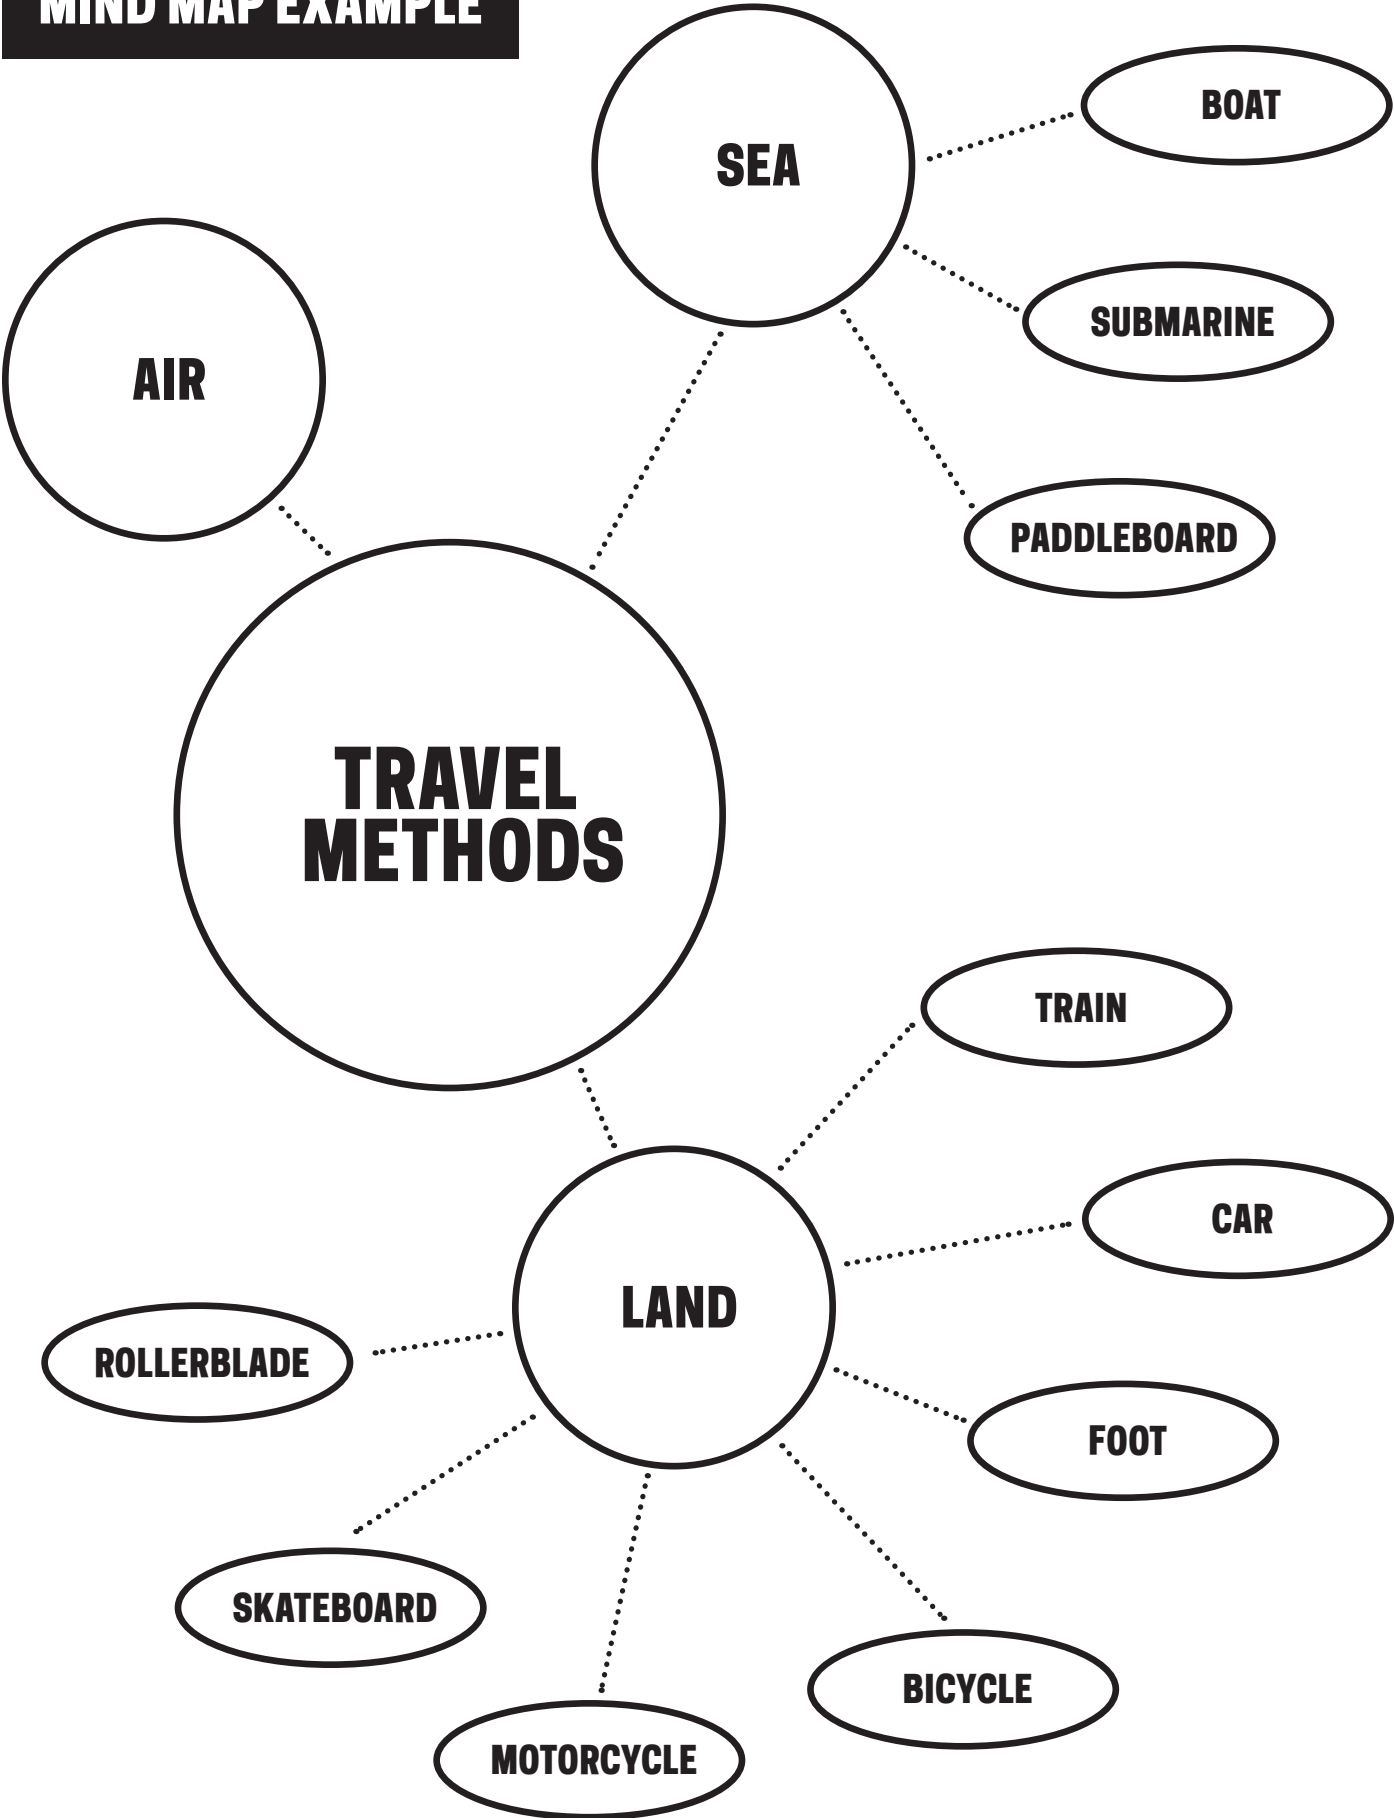 MIND MAP EXAMPLE
SEA
BOAT
SUBMARINE
PADDLEBOARD
AIR
TRAVEL
METHODS
TRAIN
CAR
LAND
FOOT
ROLLERBLADE
SKATEBOARD
BICYCLE
MOTORCYCLE